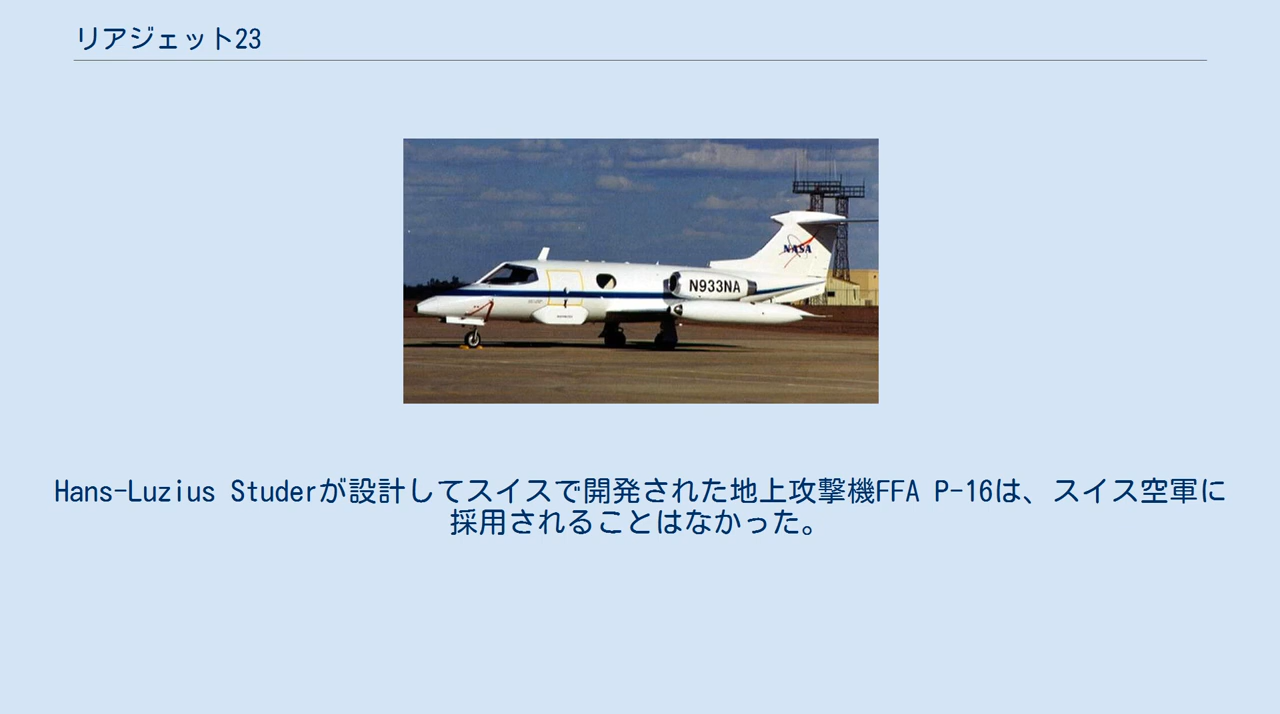 リアジェット23
NASA
N933NA
Hans-Luzius Studerが設計してスイスで開発された地上攻撃機FFA P-16は、スイス空軍に
採用されることはなかった。